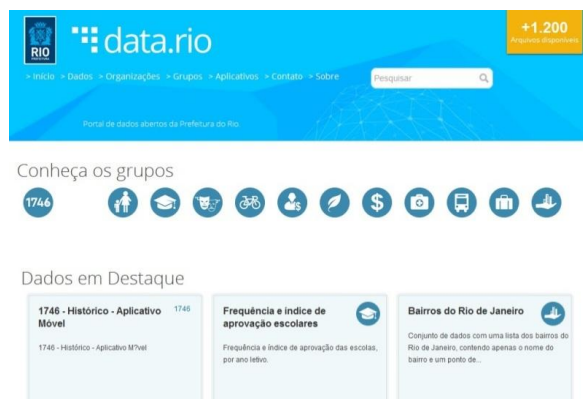 RIO
PREFEITURA
data.rio
+1.200
Arquivos disponíveis
> Início > Dados > Organizações > Grupos > Aplicativos > Contato > Sobre
Pesquisar
Portal de dados abertos da Prefeitura do Rio
Conheça os grupos
1746
$
Dados em Destaque
1746 - Histórico - Aplicativo
Móvel
1746
1746 - Histórico - Aplicativo M?vel
Frequência e índice de
aprovação escolares
Frequência e índice de aprovação das escolas,
por ano letivo.
Bairros do Rio de Janeiro
Conjunto de dados com uma lista dos bairros do
Rio de Janeiro, contendo apenas o nome do
bairro e um ponto de...